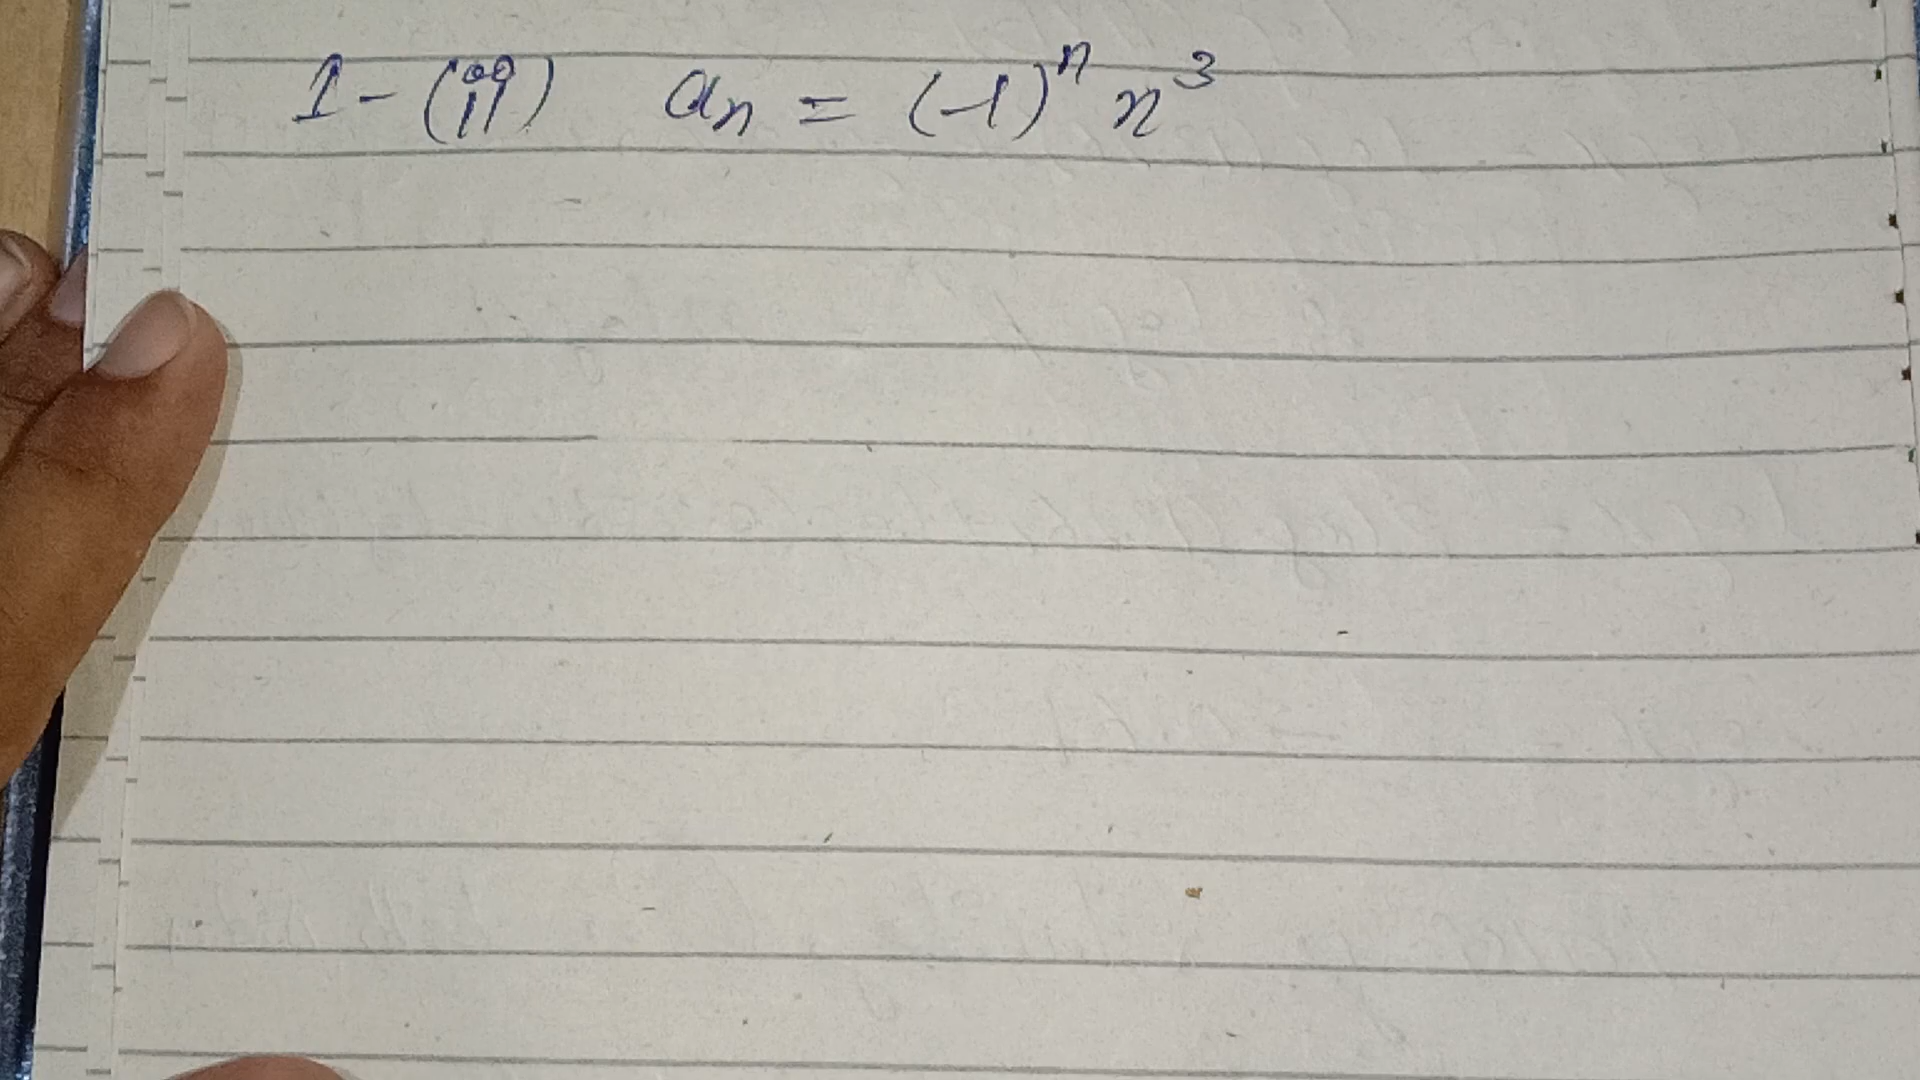 1- (ii) aₙ = (-1)ⁿ n³